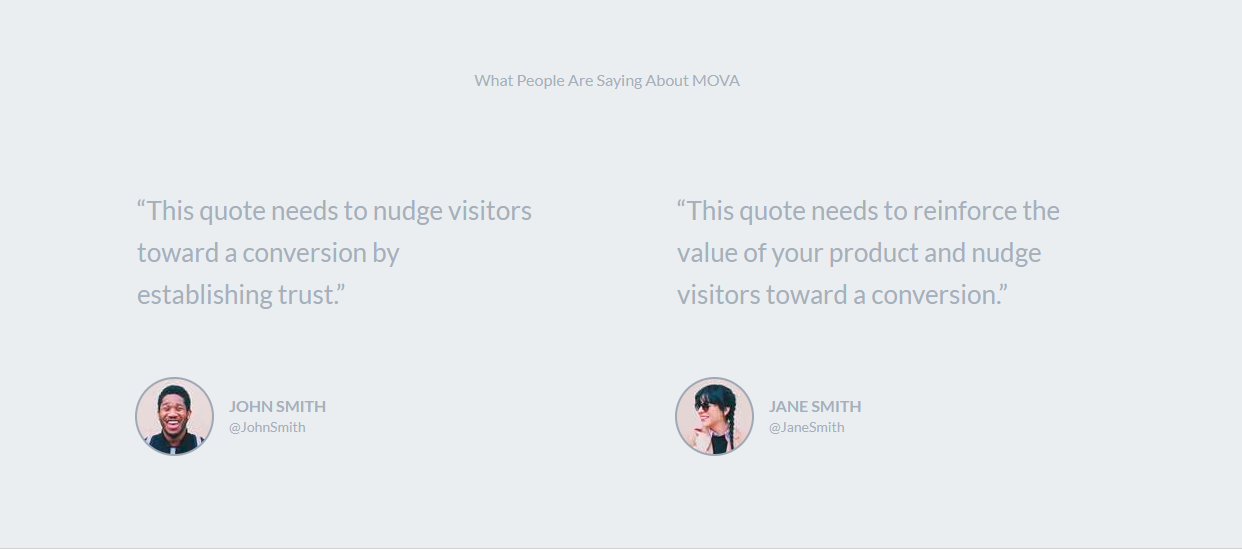 What People Are Saying About MOVA
“This quote needs to nudge visitors
toward a conversion by
establishing trust.”
JOHN SMITH
@JohnSmith
“This quote needs to reinforce the
value of your product and nudge
visitors toward a conversion.”
JANE SMITH
@JaneSmith